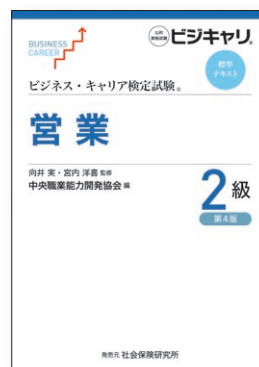 BUSINESS
CAREER
公的
資格試験
ビジキャリ®
標準
テキスト
ビジネス・キャリア検定試験®
営業
向井 実・宮内 洋喜 監修
中央職業能力開発協会 編
2級
第4版
発売元 社会保険研究所